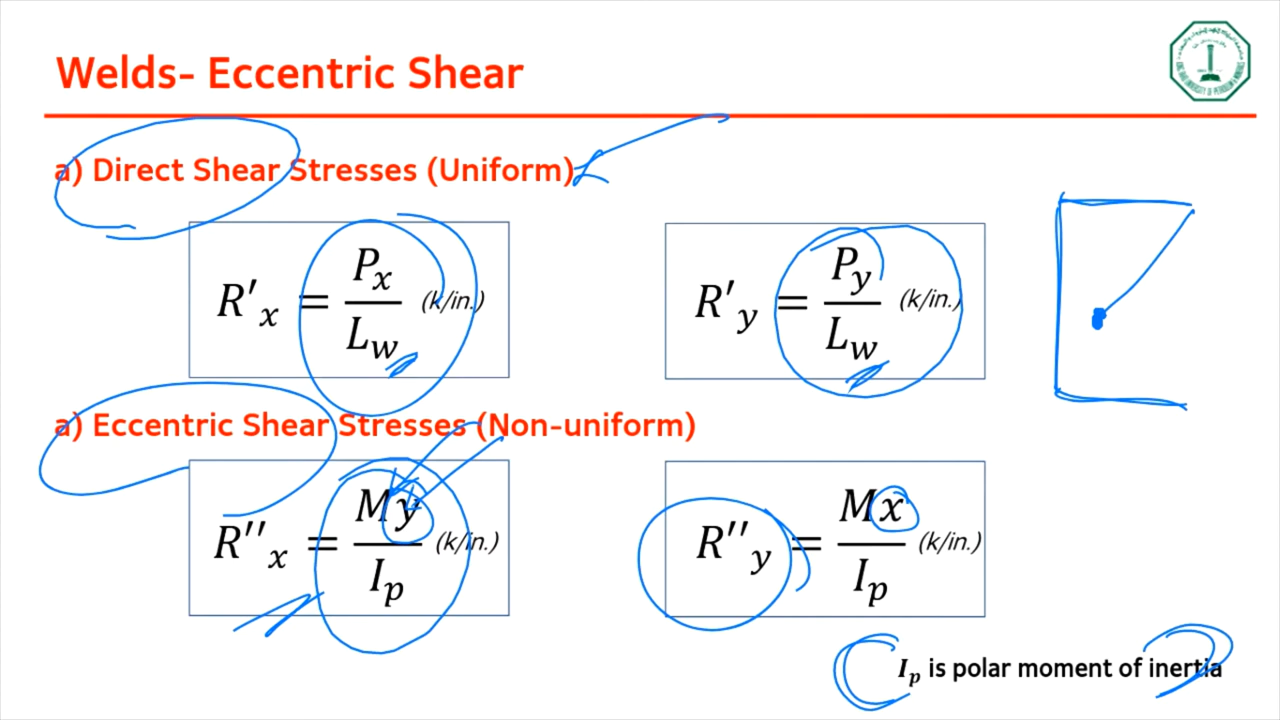 Welds- Eccentric Shear
a) Direct Shear Stresses (Uniform)
R'x = Px / Lw (k/in.)
R'y = Py / Lw (k/in.)
a) Eccentric Shear Stresses (Non-uniform)
R''x = My / Ip (k/in.)
R''y = Mx / Ip (k/in.)
Ip is polar moment of inertia